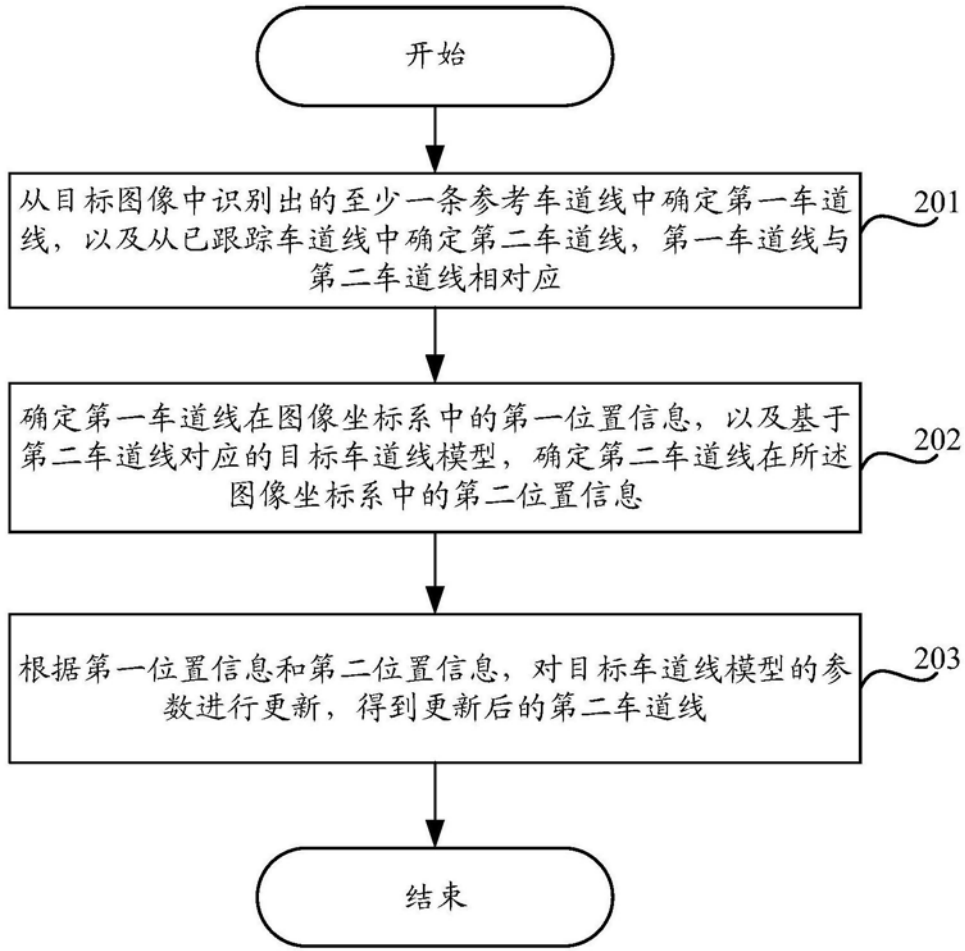 开始
从目标图像中识别出的至少一条参考车道线中确定第一车道
线，以及从已跟踪车道线中确定第二车道线，第一车道线与
第二车道线相对应
201
确定第一车道线在图像坐标系中的第一位置信息，以及基于
第二车道线对应的目标车道线模型，确定第二车道线在所述
图像坐标系中的第二位置信息
202
根据第一位置信息和第二位置信息，对目标车道线模型的参
数进行更新，得到更新后的第二车道线
203
结束